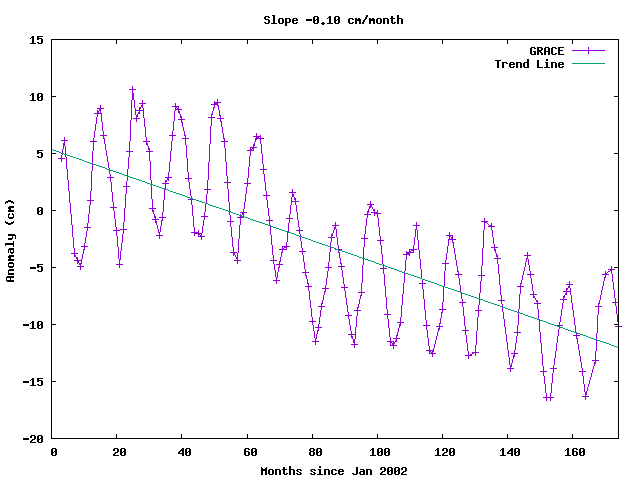 Slope -0.10 cm/month
GRACE
Trend Line
15
10
5
0
-5
-10
-15
-20
Anomaly (cm)
0 20 40 60 80 100 120 140 160
Months since Jan 2002